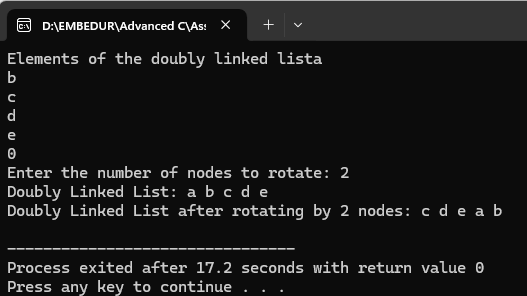 D:\EMBEDUR\Advanced C\Ass
Elements of the doubly linked lista
b
c
d
e
0
Enter the number of nodes to rotate: 2
Doubly Linked List: a b c d e
Doubly Linked List after rotating by 2 nodes: c d e a b
--------------------------------
Process exited after 17.2 seconds with return value 0
Press any key to continue . . .